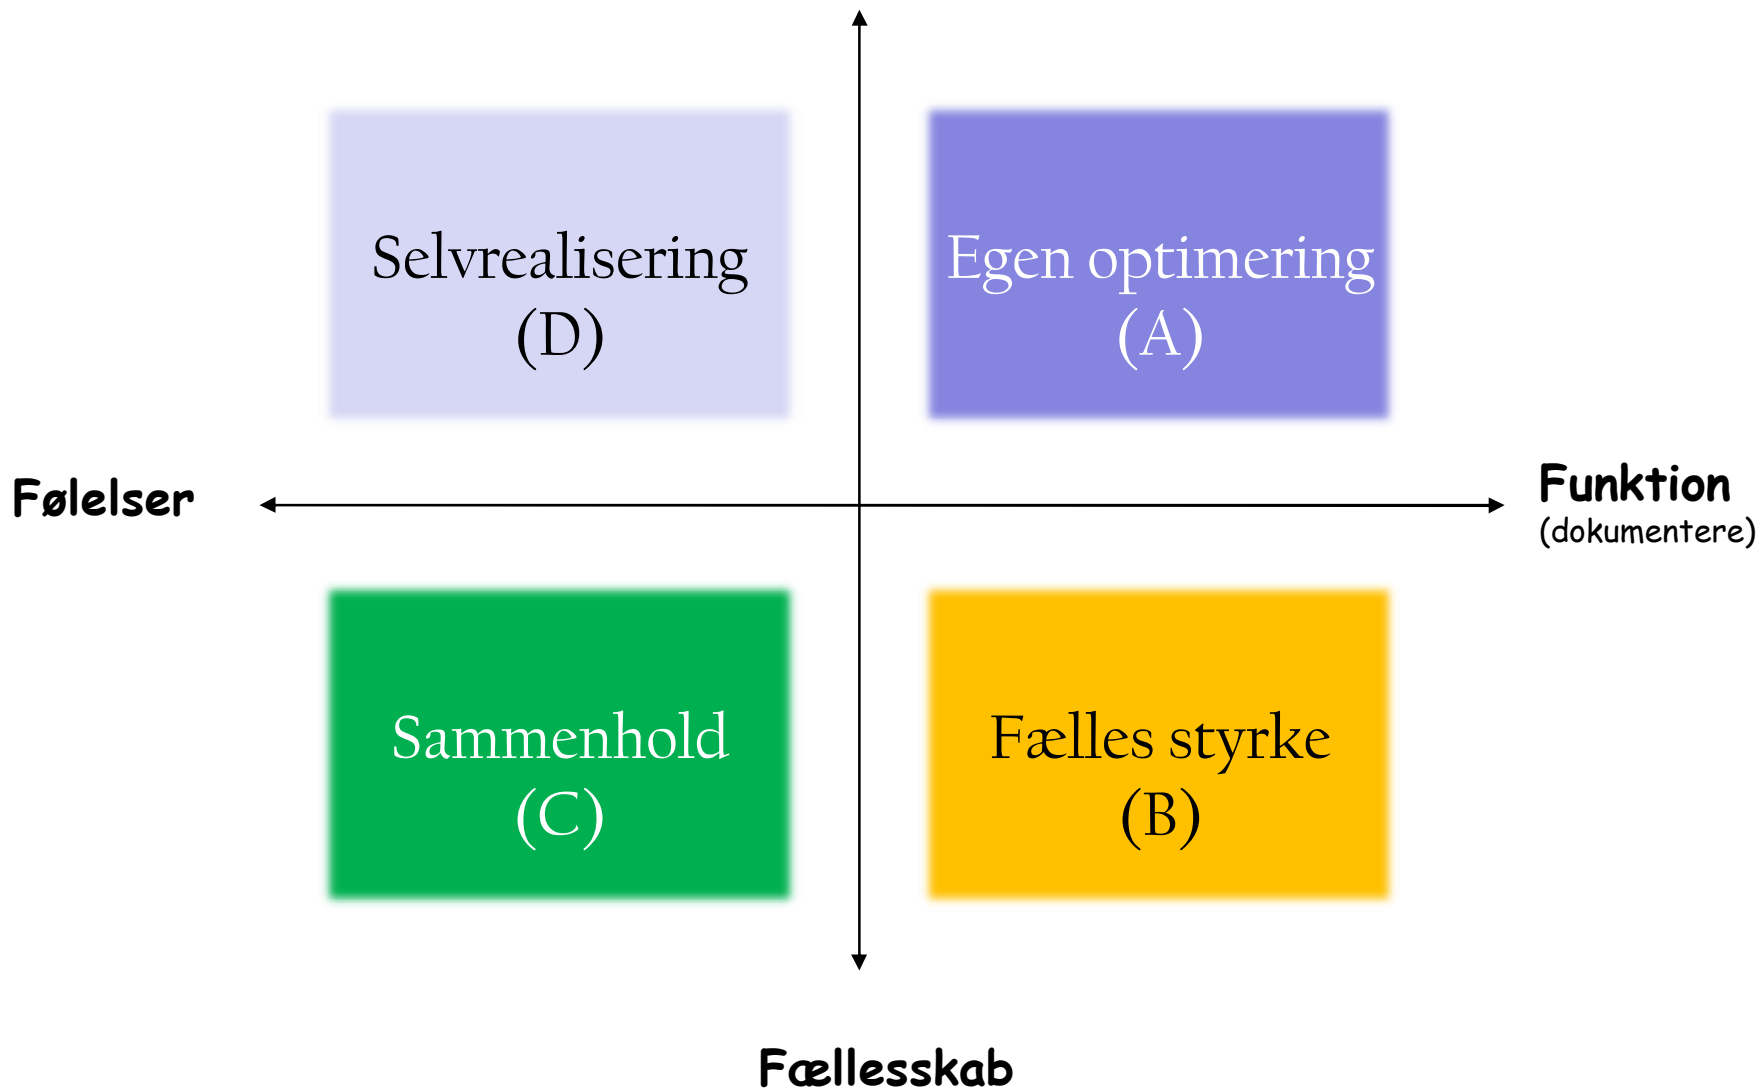 Selvrealisering
(D)
Egen optimering
(A)
Følelser
Funktion
(dokumentere)
Sammenhold
(C)
Fælles styrke
(B)
Fællesskab